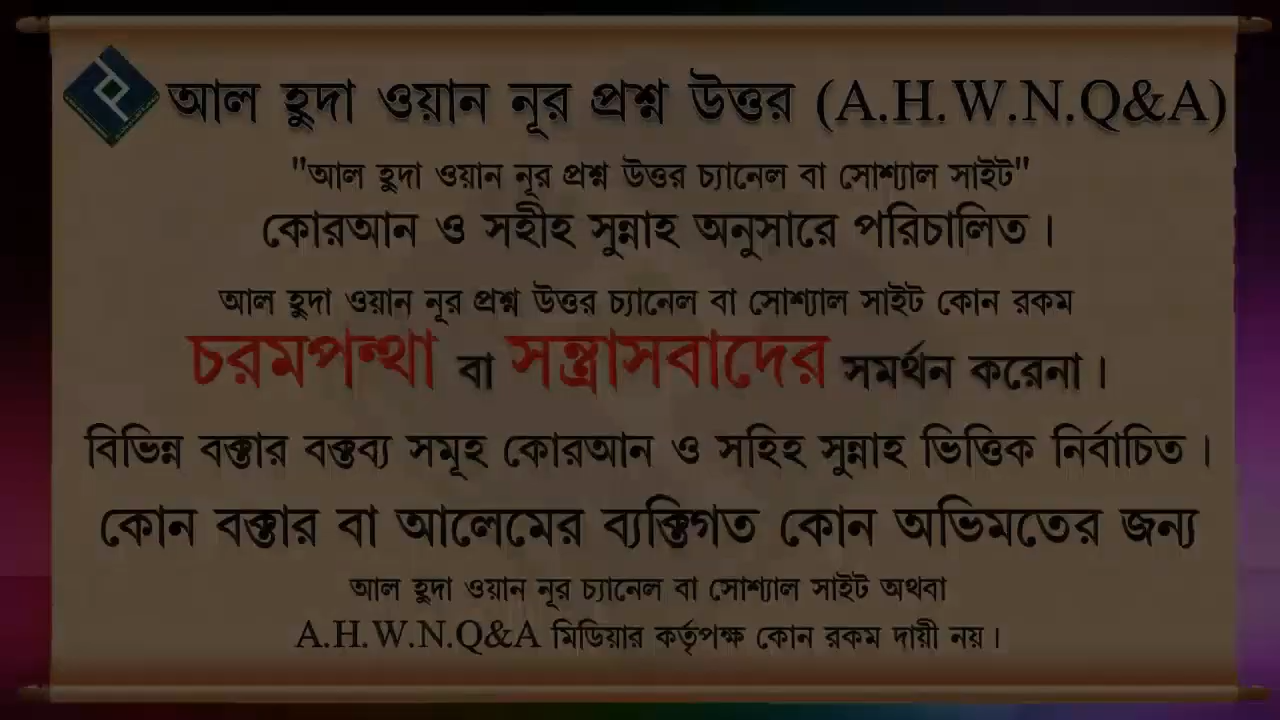 আল হুদা ওয়ান নূর প্রশ্ন উত্তর (A.H.W.N.Q&A)
"আল হুদা ওয়ান নূর প্রশ্ন উত্তর চ্যানেল বা সোশ্যাল সাইট"
কোরআন ও সহীহ সুন্নাহ অনুসারে পরিচালিত।
আল হুদা ওয়ান নূর প্রশ্ন উত্তর চ্যানেল বা সোশ্যাল সাইট কোন রকম
চরমপন্থা বা সন্ত্রাসবাদের সমর্থন করেনা।
বিভিন্ন বক্তার বক্তব্য সমূহ কোরআন ও সহিহ সুন্নাহ ভিত্তিক নির্বাচিত।
কোন বক্তার বা আলেমের ব্যক্তিগত কোন অভিমতের জন্য
আল হুদা ওয়ান নূর চ্যানেল বা সোশ্যাল সাইট অথবা
A.H.W.N.Q&A মিডিয়ার কর্তৃপক্ষ কোন রকম দায়ী নয়।